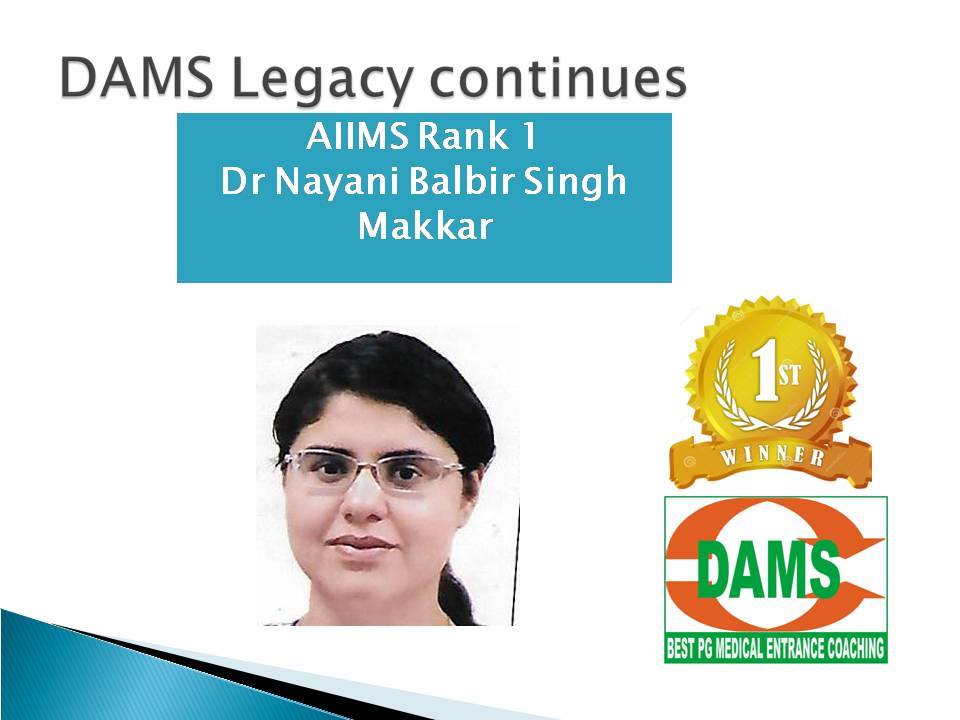 DAMS Legacy continues
AIIMS Rank 1
Dr Nayani Balbir Singh
Makkar
1ST
WINNER
DAMS
BEST PG MEDICAL ENTRANCE COACHING